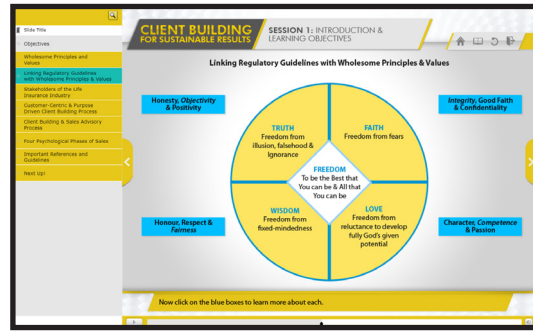 Slide Title
Objectives
Wholesome Principles and
Values
Linking Regulatory Guidelines
with Wholesome Principles & Values
Stakeholders of the Life
Insurance Industry
Customer-Centric & Purpose
Driven Client Building Process
Client Building & Sales Advisory
Process
Four Psychological Phases of Sales
Important References and
Guidelines
Next Up!
CLIENT BUILDING
FOR SUSTAINABLE RESULTS
SESSION 1: INTRODUCTION &
LEARNING OBJECTIVES
Linking Regulatory Guidelines with Wholesome Principles & Values
Honesty, Objectivity
& Positivity
Integrity, Good Faith
& Confidentiality
TRUTH
Freedom from
illusion, falsehood &
Ignorance
FAITH
Freedom from fears
FREEDOM
To be the Best that
You can be & All that
You can be
WISDOM
Freedom from
fixed-mindedness
LOVE
Freedom from
reluctance to develop
fully God's given
potential
Honour, Respect &
Fairness
Character, Competence
& Passion
Now click on the blue boxes to learn more about each.